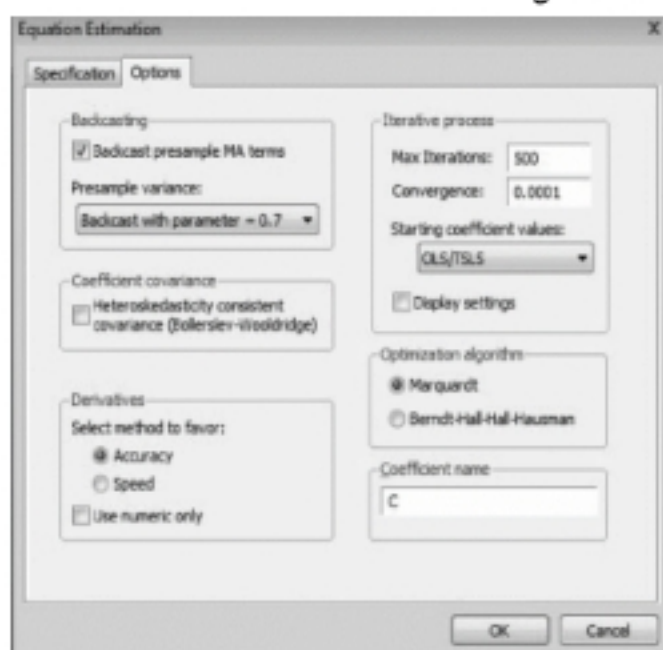 Equation Estimation
X
Specification
Options
Backcasting
Backcast presample MA terms
Presample variance:
Backcast with parameter = 0.7
Coefficient covariance
Heteroskedasticity consistent
covariance (Bollerslev-Wooldridge)
Derivatives
Select method to favor:
Accuracy
Speed
Use numeric only
Iterative process
Max Iterations: 500
Convergence: 0.0001
Starting coefficient values:
OLS/TSLS
Display settings
Optimization algorithm
Marquardt
Berndt-Hall-Hall-Hausman
Coefficient name
C
OK
Cancel